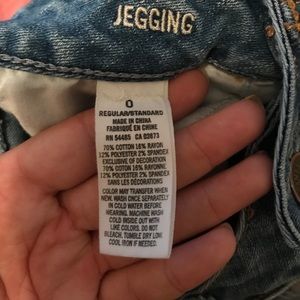 JEGGING
0
REGULAR/STANDARD
MADE IN CHINA
FABRIQUÉ EN CHINE
RN 54485 CA 03673
70% COTTON 16% RAYON
12% POLYESTER 2% SPANDEX
EXCLUSIVE OF DECORATION
70% COTON 16% RAYONNE
12% POLYESTER 2% SPANDEX
SANS LES DÉCORATIONS
COLOR MAY TRANSFER WHEN
NEW. WASH ONCE SEPARATELY
IN COLD WATER BEFORE
WEARING. MACHINE WASH
COLD INSIDE OUT WITH
LIKE COLORS. DO NOT
BLEACH. TUMBLE DRY LOW.
COOL IRON IF NEEDED.